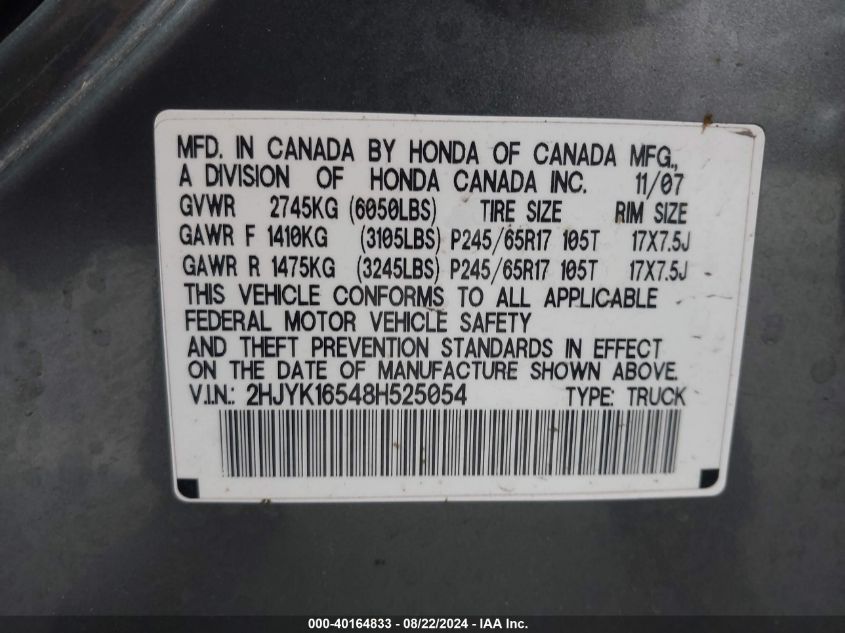 MFD. IN CANADA BY HONDA OF CANADA MFG.,
A DIVISION OF HONDA CANADA INC. 11/07
GVWR 2745KG (6050LBS) TIRE SIZE RIM SIZE
GAWR F 1410KG (3105LBS) P245/65R17 105T 17X7.5J
GAWR R 1475KG (3245LBS) P245/65R17 105T 17X7.5J
THIS VEHICLE CONFORMS TO ALL APPLICABLE
FEDERAL MOTOR VEHICLE SAFETY
AND THEFT PREVENTION STANDARDS IN EFFECT
ON THE DATE OF MANUFACTURE SHOWN ABOVE.
V.I.N.: 2HJYK16548H525054 TYPE: TRUCK
000-40164833 - 08/22/2024 - IAA Inc.